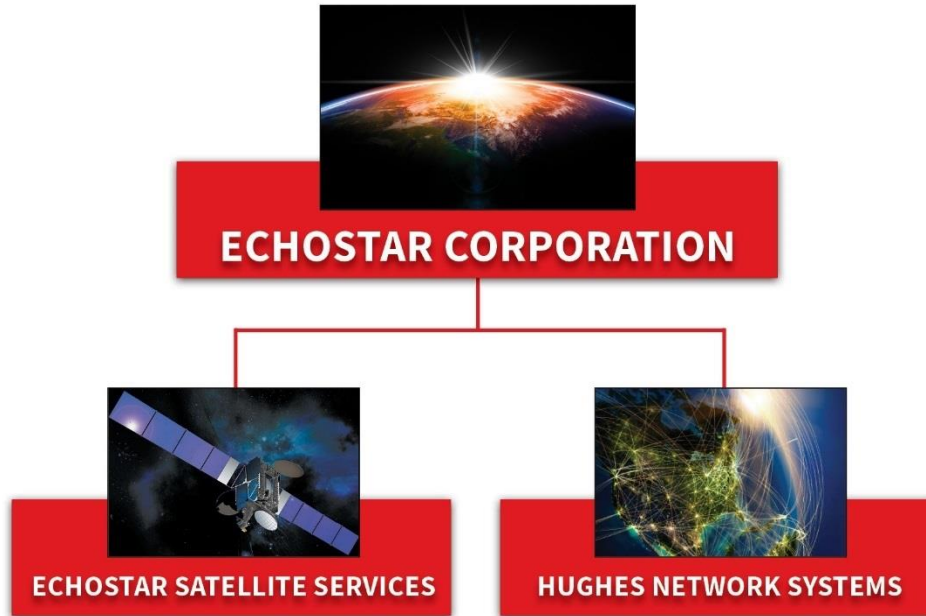 ECHOSTAR CORPORATION
ECHOSTAR SATELLITE SERVICES
HUGHES NETWORK SYSTEMS